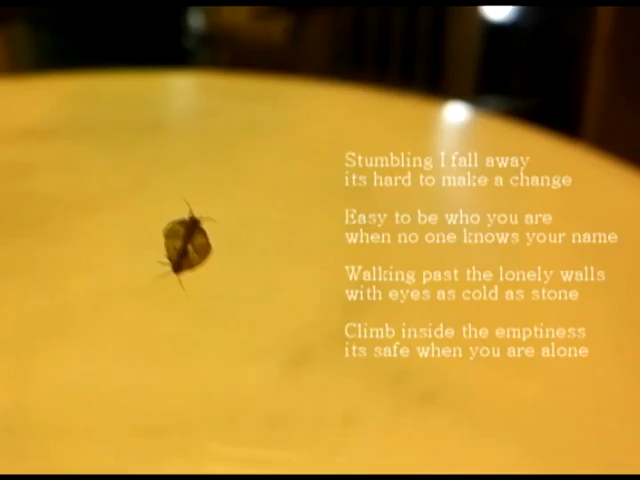 Stumbling I fall away
its hard to make a change
Easy to be who you are
when no one knows your name
Walking past the lonely walls
with eyes as cold as stone
Climb inside the emptiness
its safe when you are alone